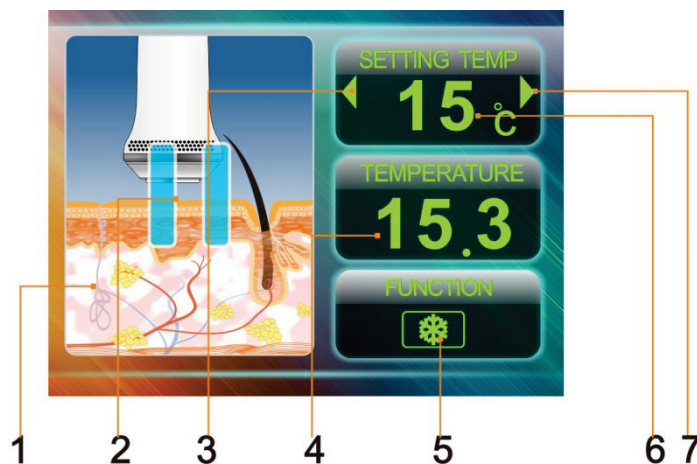 SETTING TEMP
15 °C
TEMPERATURE
15.3
FUNCTION
1 2 3 4 5 6 7